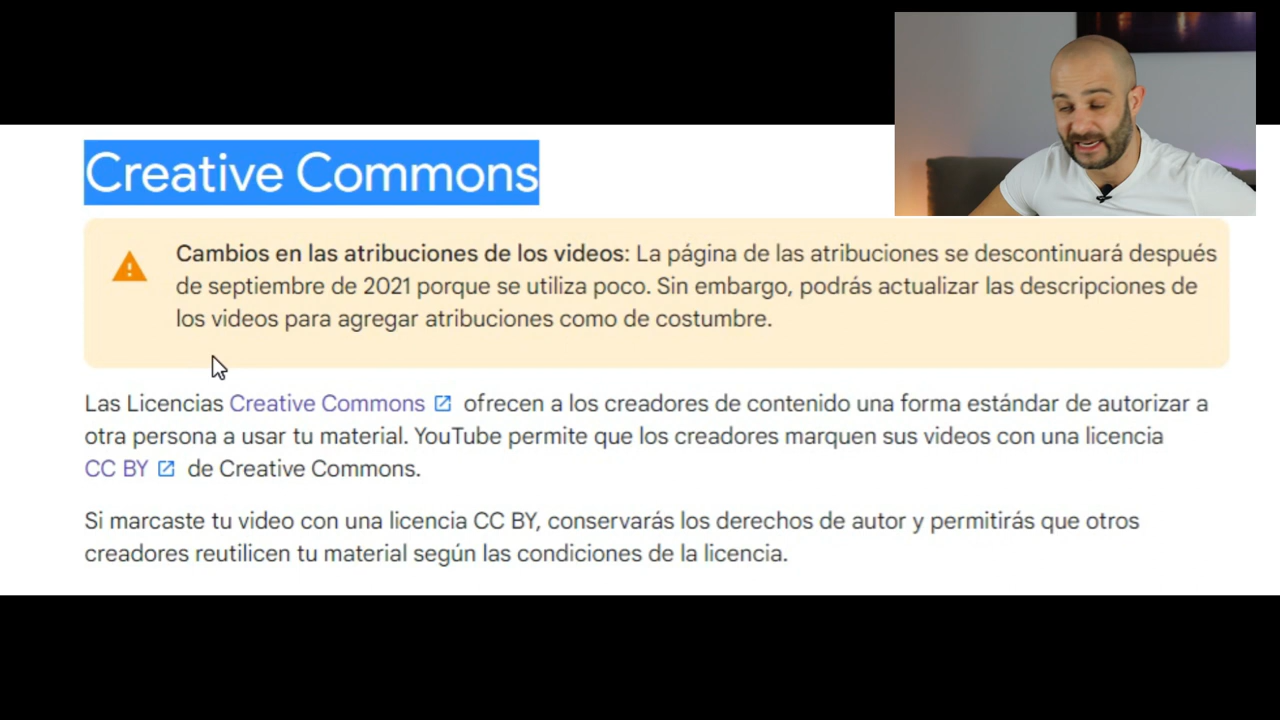 Creative Commons
Cambios en las atribuciones de los videos: La página de las atribuciones se descontinuará después
de septiembre de 2021 porque se utiliza poco. Sin embargo, podrás actualizar las descripciones de
los videos para agregar atribuciones como de costumbre.
Las Licencias Creative Commons ofrecen a los creadores de contenido una forma estándar de autorizar a
otra persona a usar tu material. YouTube permite que los creadores marquen sus videos con una licencia
CC BY de Creative Commons.
Si marcaste tu video con una licencia CC BY, conservarás los derechos de autor y permitirás que otros
creadores reutilicen tu material según las condiciones de la licencia.